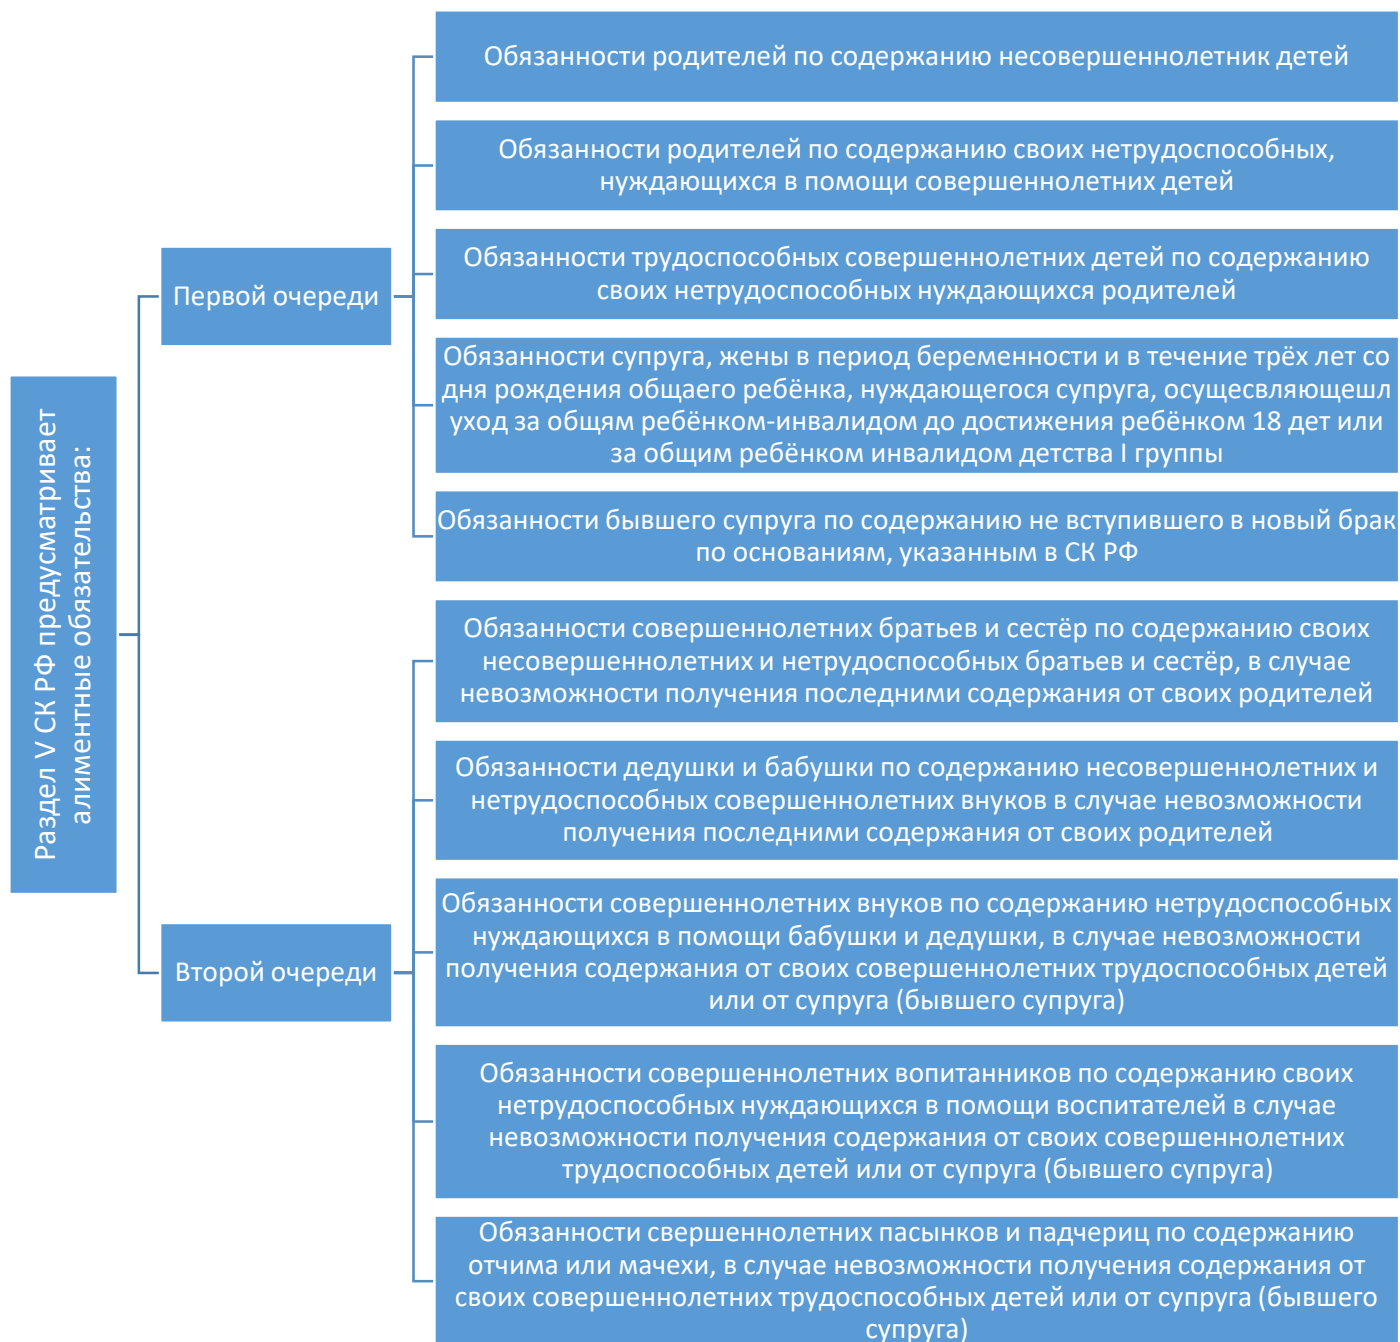 Раздел V СК РФ предусматривает
алиментные обязательства:
Первой очереди
Обязанности родителей по содержанию несовершеннолетник детей
Обязанности родителей по содержанию своих нетрудоспособных,
нуждающихся в помощи совершеннолетних детей
Обязанности трудоспособных совершеннолетних детей по содержанию
своих нетрудоспособных нуждающихся родителей
Обязанности супруга, жены в период беременности и в течение трёх лет со
дня рождения общаего ребёнка, нуждающегося супруга, осущесвляющешл
уход за общям ребёнком-инвалидом до достижения ребёнком 18 дет или
за общим ребёнком инвалидом детства I группы
Обязанности бывшего супруга по содержанию не вступившего в новый брак
по основаниям, указанным в СК РФ
Второй очереди
Обязанности совершеннолетних братьев и сестёр по содержанию своих
несовершеннолетних и нетрудоспособных братьев и сестёр, в случае
невозможности получения последними содержания от своих родителей
Обязанности дедушки и бабушки по содержанию несовершеннолетних и
нетрудоспособных совершеннолетних внуков в случае невозможности
получения последними содержания от своих родителей
Обязанности совершеннолетних внуков по содержанию нетрудоспособных
нуждающихся в помощи бабушки и дедушки, в случае невозможности
получения содержания от своих совершеннолетних трудоспособных детей
или от супруга (бывшего супруга)
Обязанности совершеннолетних вопитанников по содержанию своих
нетрудоспособных нуждающихся в помощи воспитателей в случае
невозможности получения содержания от своих совершеннолетних
трудоспособных детей или от супруга (бывшего супруга)
Обязанности свершеннолетних пасынков и падчериц по содержанию
отчима или мачехи, в случае невозможности получения содержания от
своих совершеннолетних трудоспособных детей или от супруга (бывшего
супруга)